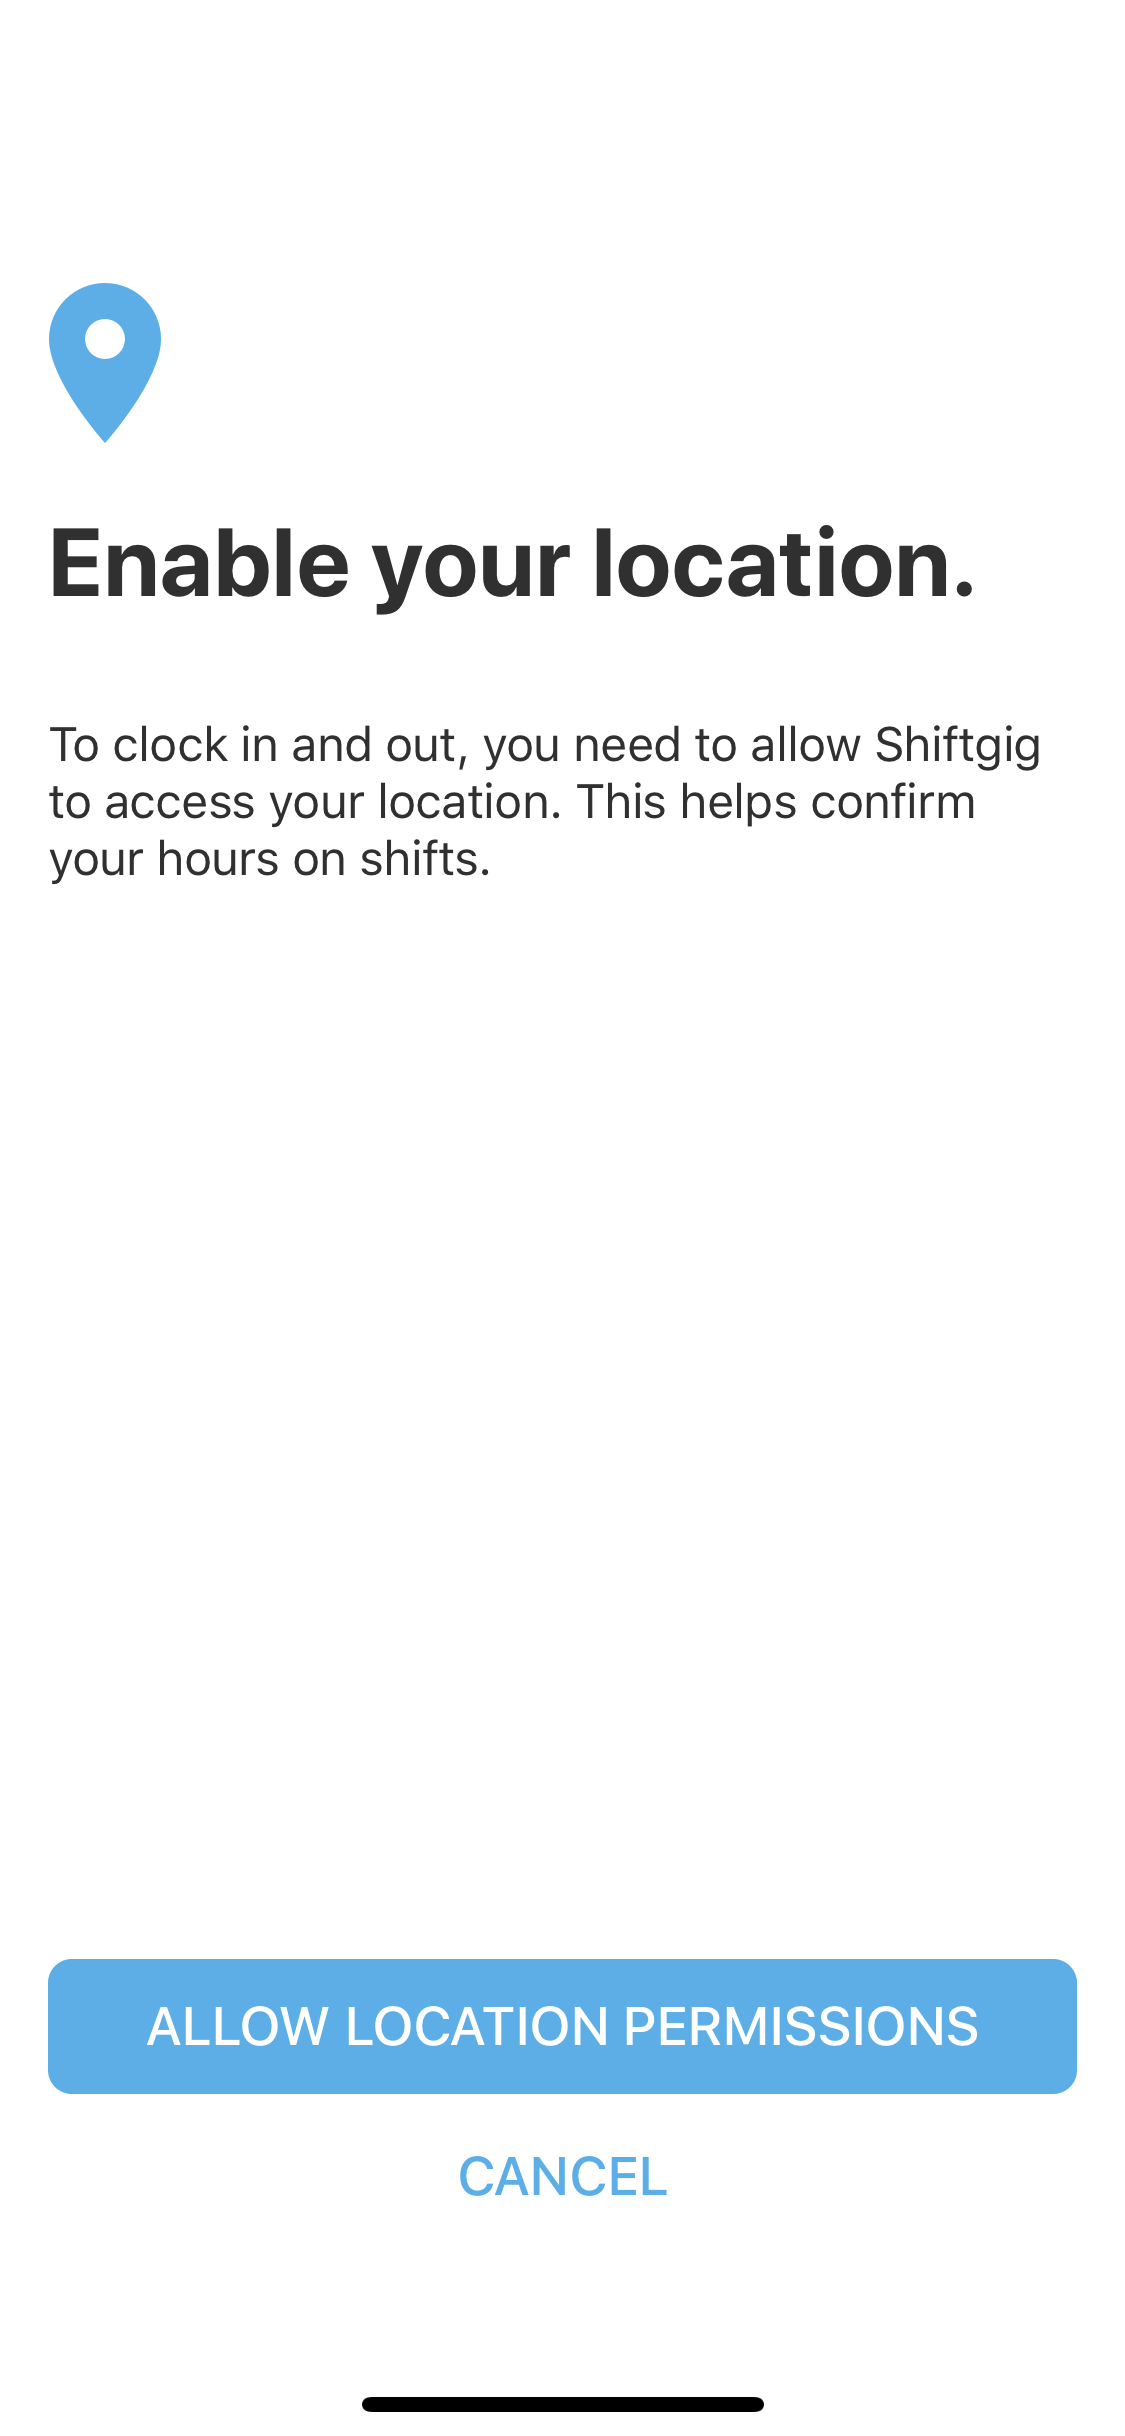 Enable your location.
To clock in and out, you need to allow Shiftgig
to access your location. This helps confirm
your hours on shifts.
ALLOW LOCATION PERMISSIONS
CANCEL